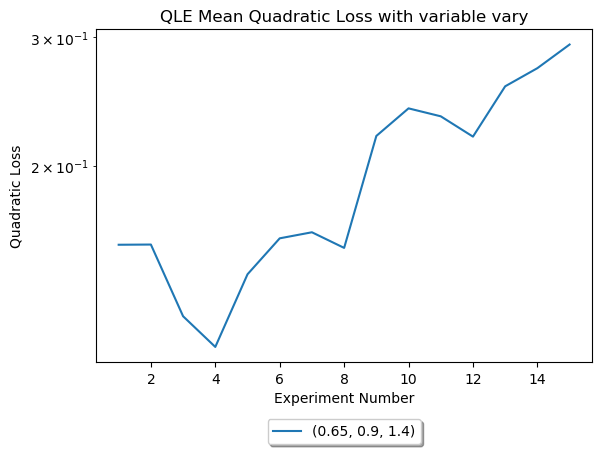 QLE Mean Quadratic Loss with variable vary
3 × 10⁻¹
2 × 10⁻¹
Quadratic Loss
2 4 6 8 10 12 14
Experiment Number
(0.65, 0.9, 1.4)